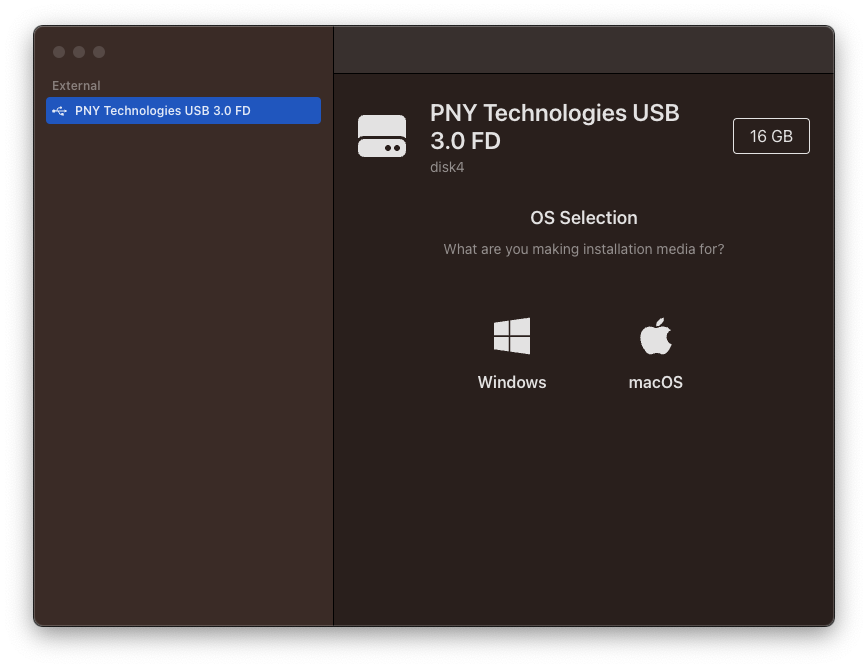 External
PNY Technologies USB 3.0 FD
PNY Technologies USB
3.0 FD
disk4
16 GB
OS Selection
What are you making installation media for?
Windows
macOS